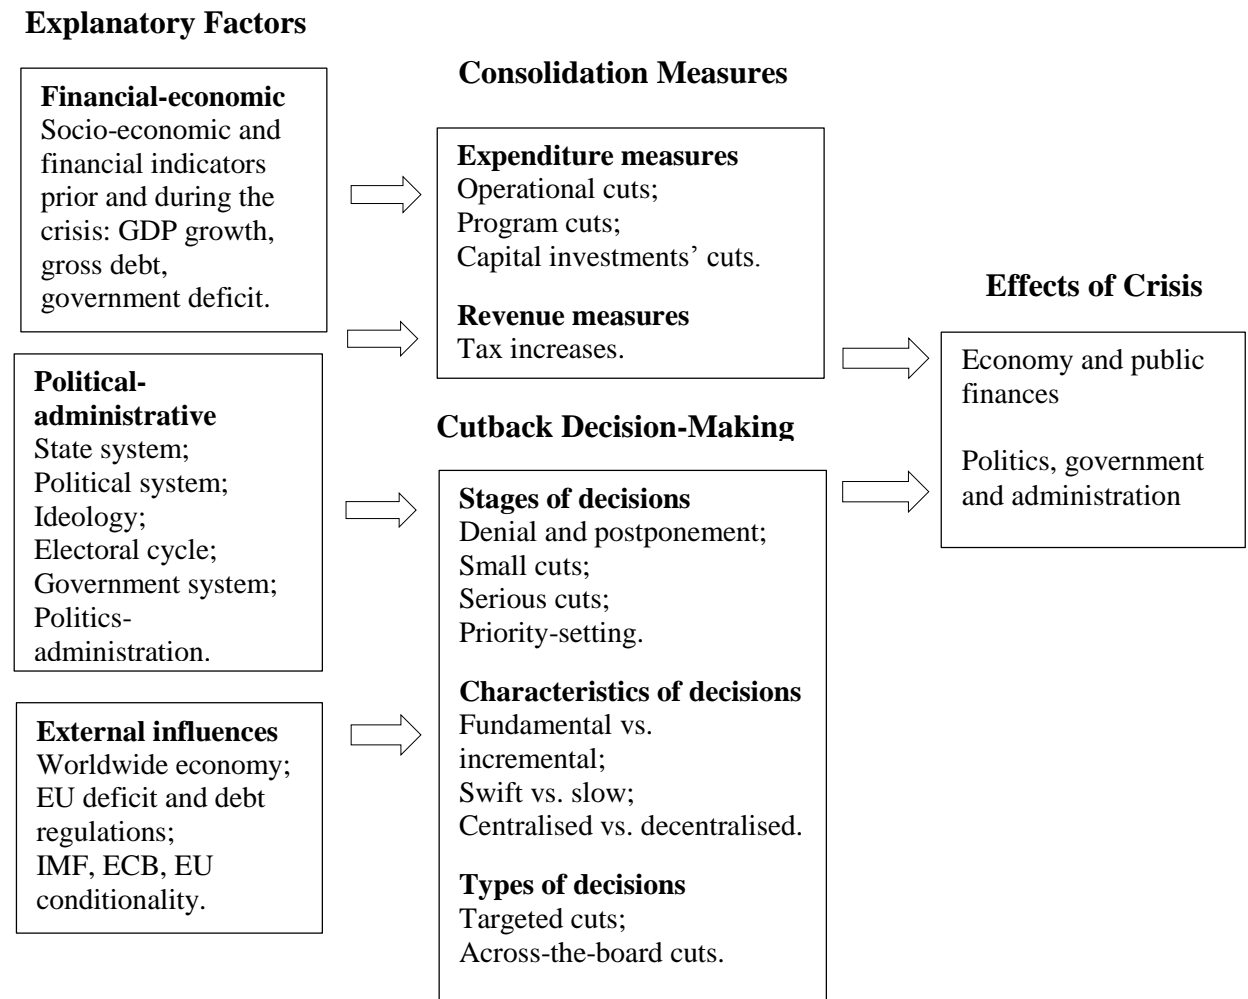 Explanatory Factors
Financial-economic
Socio-economic and
financial indicators
prior and during the
crisis: GDP growth,
gross debt,
government deficit.
Political-
administrative
State system;
Political system;
Ideology;
Electoral cycle;
Government system;
Politics-
administration.
External influences
Worldwide economy;
EU deficit and debt
regulations;
IMF, ECB, EU
conditionality.
Consolidation Measures
Expenditure measures
Operational cuts;
Program cuts;
Capital investments’ cuts.
Revenue measures
Tax increases.
Cutback Decision-Making
Stages of decisions
Denial and postponement;
Small cuts;
Serious cuts;
Priority-setting.
Characteristics of decisions
Fundamental vs.
incremental;
Swift vs. slow;
Centralised vs. decentralised.
Types of decisions
Targeted cuts;
Across-the-board cuts.
Effects of Crisis
Economy and public
finances
Politics, government
and administration